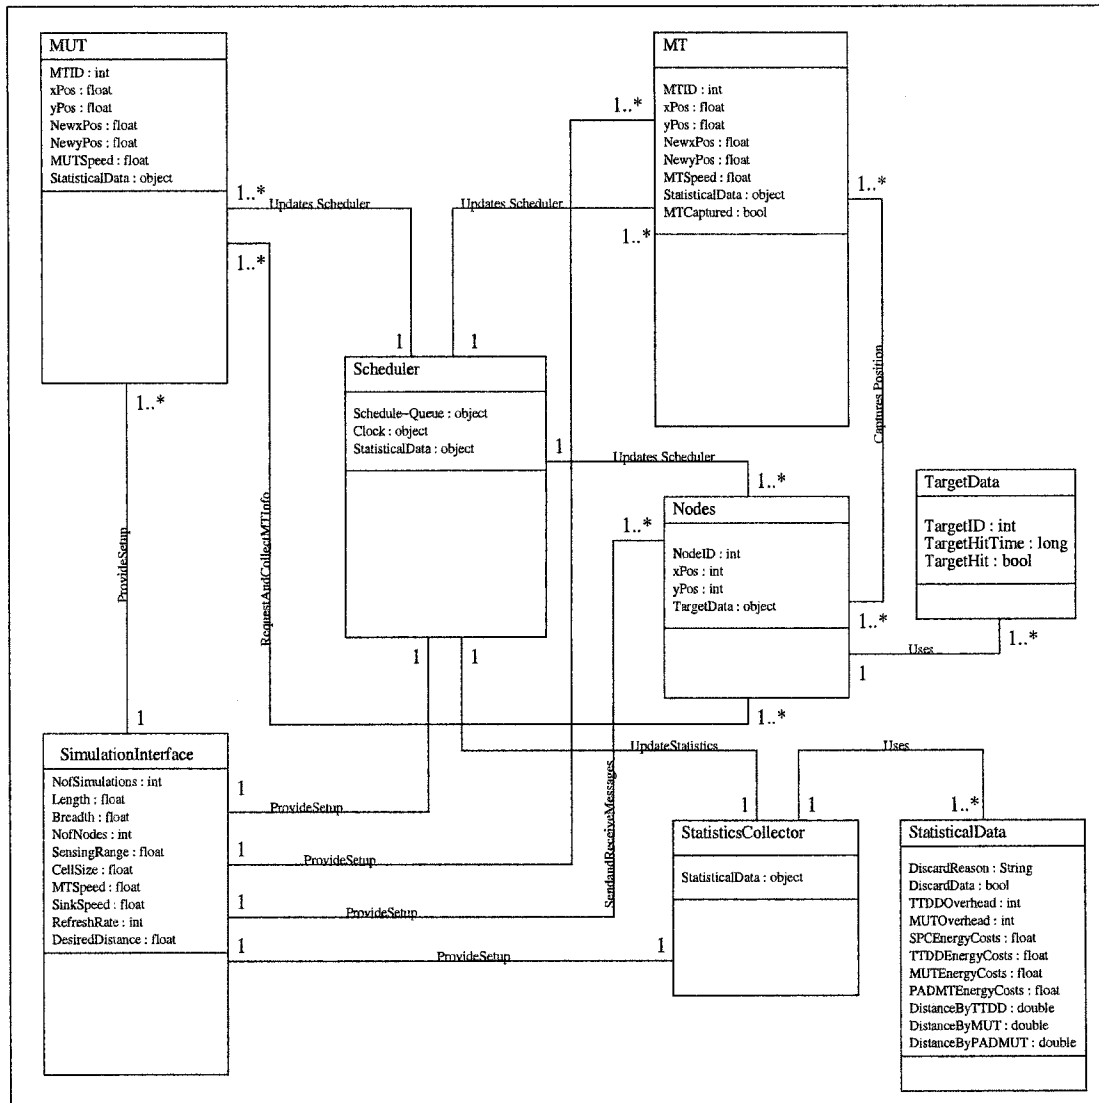 MUT
MTID : int
xPos : float
yPos : float
NewxPos : float
NewyPos : float
MUTSpeed : float
StatisticalData : object
MT
MTID : int
xPos : float
yPos : float
NewxPos : float
NewyPos : float
MTSpeed : float
StatisticalData : object
MTCaptured : bool
1..*
1..*
1..*
Updates Scheduler
Updates Scheduler
1..*
1..*
1
1
Scheduler
Schedule-Queue : object
Clock : object
StatisticalData : object
1..*
Captures Position
1
Updates Scheduler
1..*
TargetData
TargetID : int
TargetHitTime : long
TargetHit : bool
1..*
Nodes
NodeID : int
xPos : int
yPos : int
TargetData : object
ProvideSetup
RequestAndCollectMTInfo
1..*
1..*
Uses
1
1
1
1
1..*
SimulationInterface
NofSimulations : int
Length : float
Breadth : float
NofNodes : int
SensingRange : float
CellSize : float
MTSpeed : float
SinkSpeed : float
RefreshRate : int
DesiredDistance : float
UpdateStatistics
Uses
SendandReceiveMessages
1
ProvideSetup
1
1
1..*
1
ProvideSetup
1
ProvideSetup
1
ProvideSetup
1
StatisticsCollector
StatisticalData : object
StatisticalData
DiscardReason : String
DiscardData : bool
TTDDOverhead : int
MUTOverhead : int
SPCEnergyCosts : float
TTDDEnergyCosts : float
MUTEnergyCosts : float
PADMTEnergyCosts : float
DistanceByTTDD : double
DistanceByMUT : double
DistanceByPADMUT : double